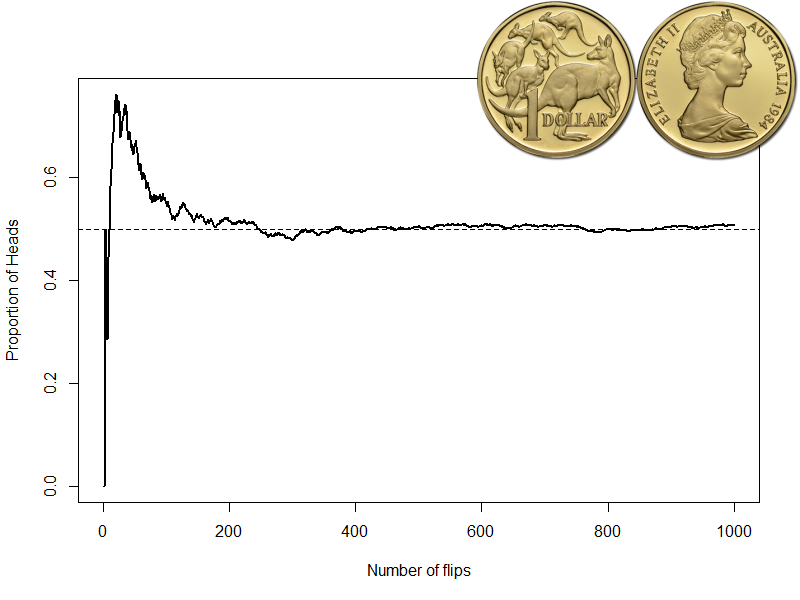 1
DOLLAR
ELIZABETH II
AUSTRALIA 1984
Proportion of Heads
0.6
0.4
0.2
0.0
0 200 400 600 800 1000
Number of flips